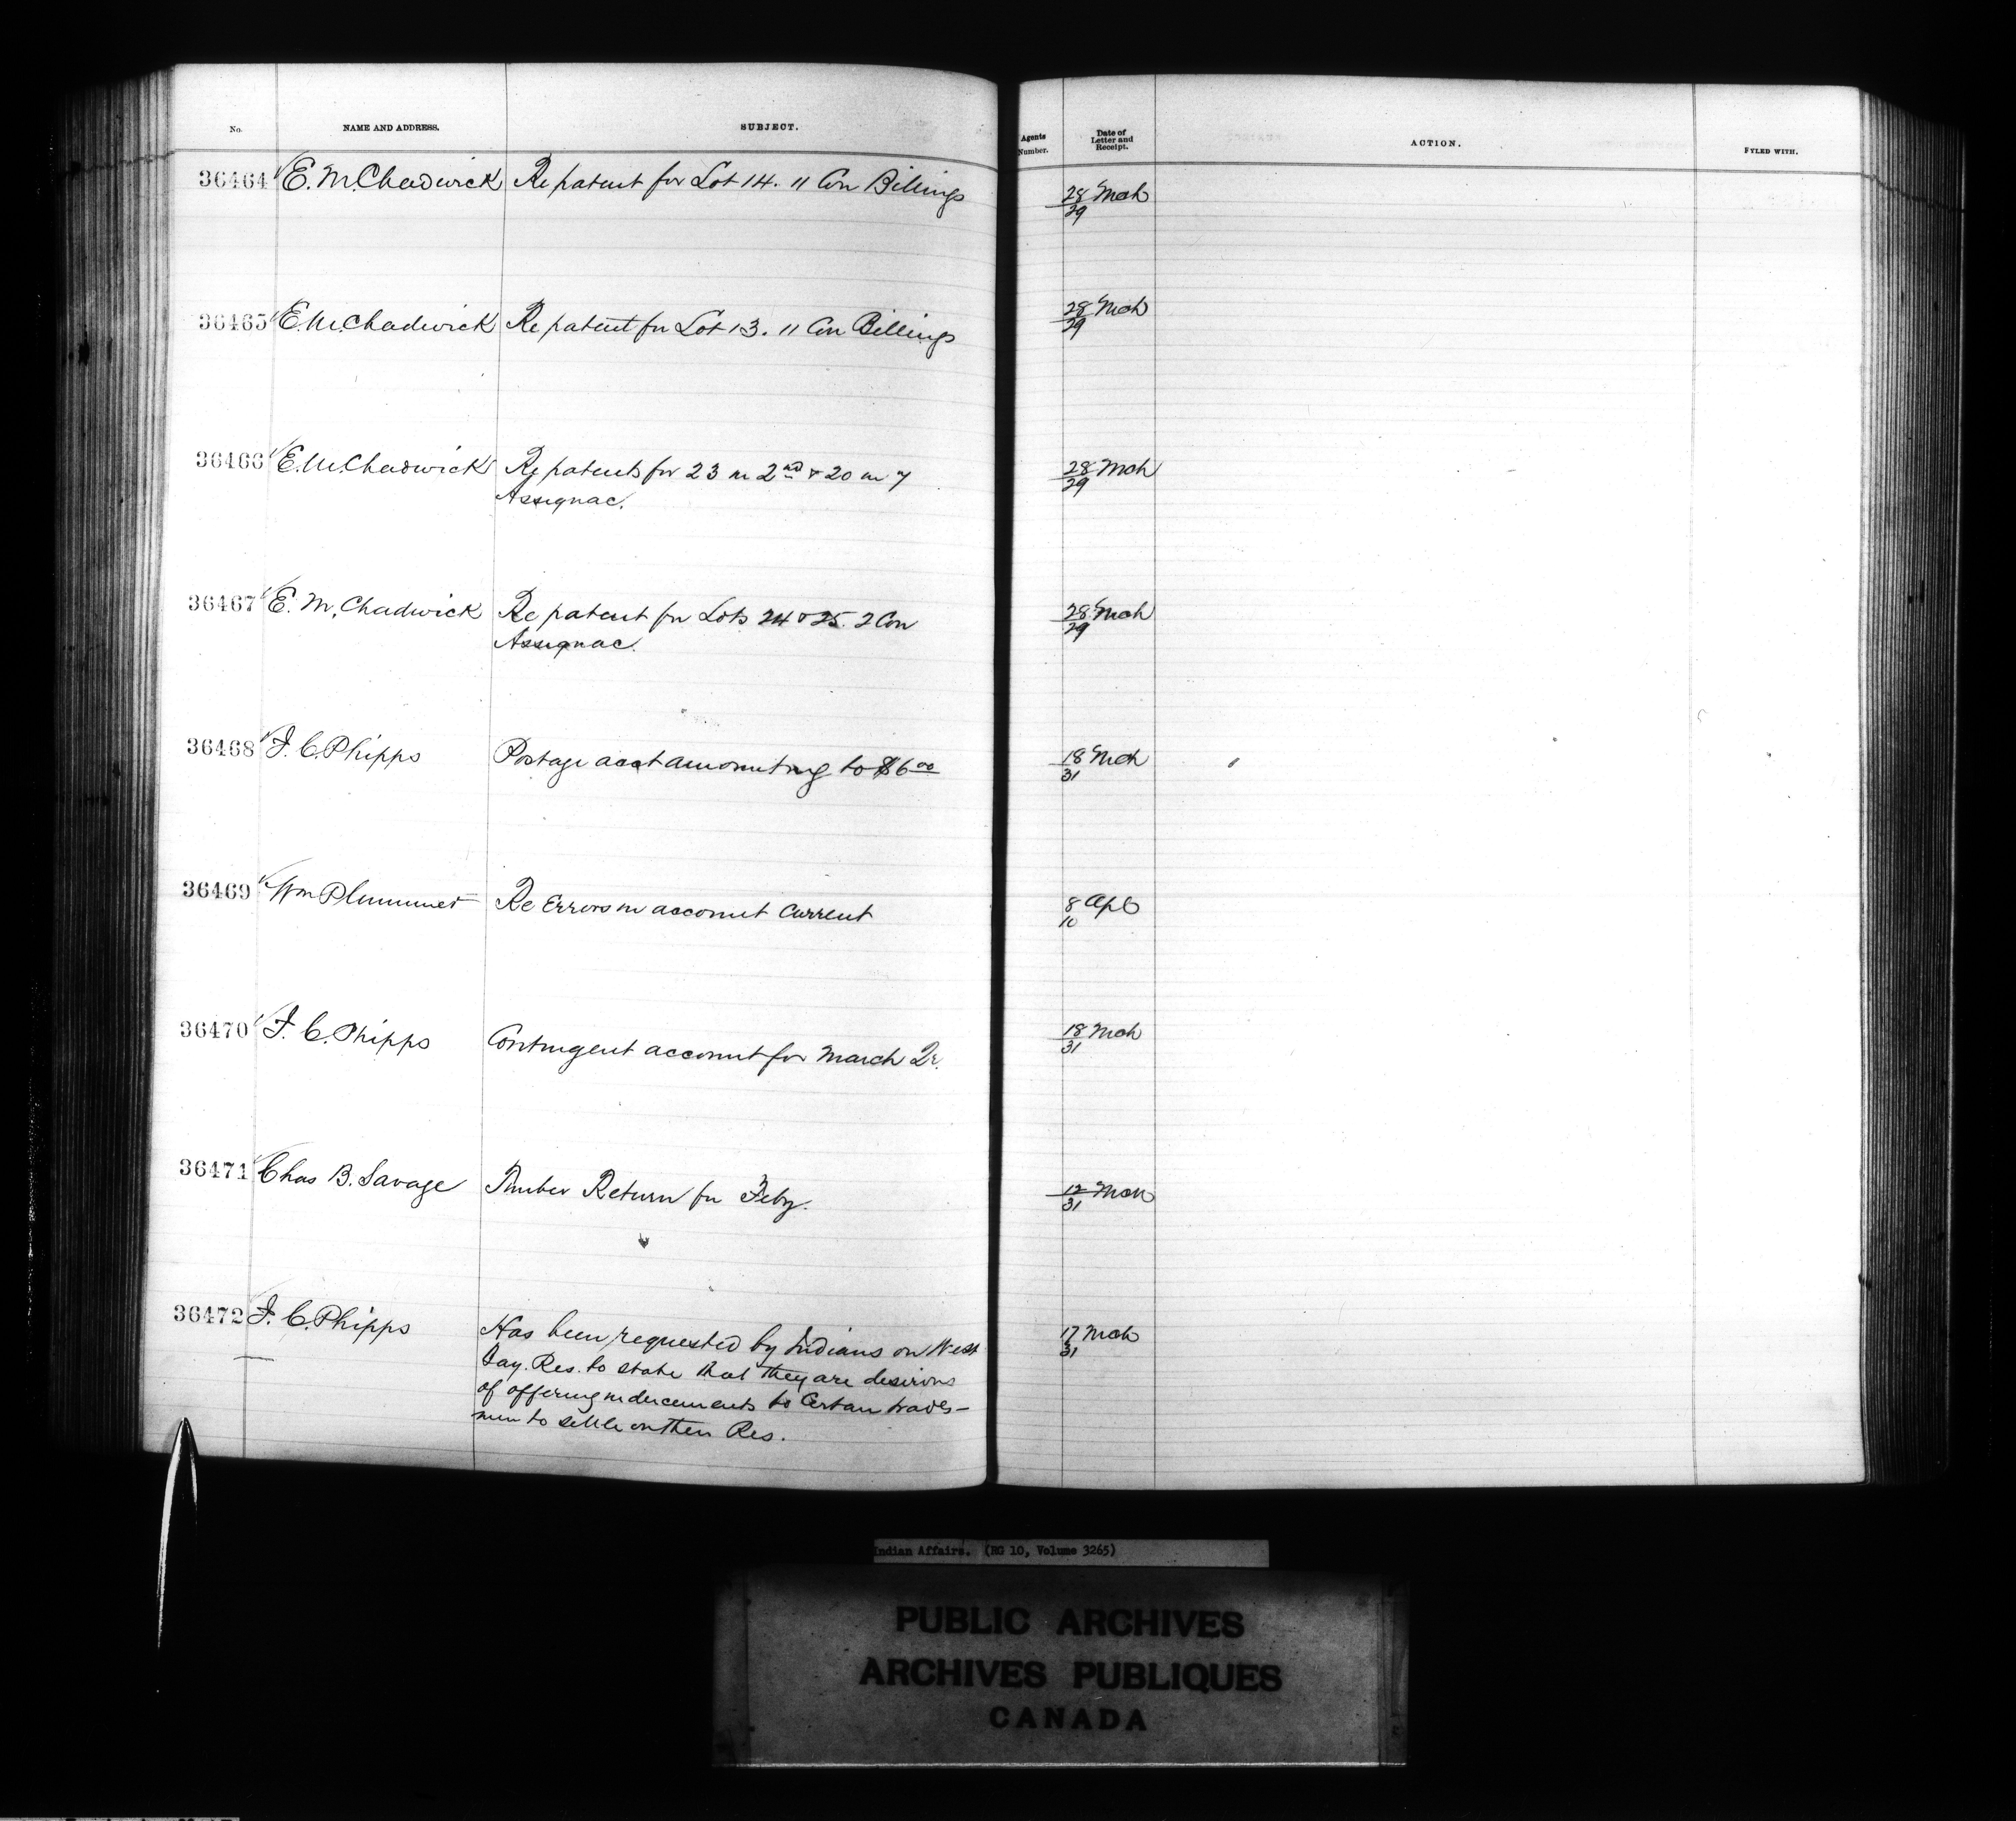 No. NAME AND ADDRESS. SUBJECT. Agents Number. Date of Letter and Receipt. ACTION. FYLED WITH.
36464 E. M. Chadwick Re patent for Lot 14. 11 Con Billings 28/29 Mch
36465 E. M. Chadwick Re patent for Lot 13. 11 Con Billings 28/29 Mch
36466 E. M. Chadwick Re patents for 23 in 2nd & 20 in 7 28/29 Mch
Assignac.
36467 E. M. Chadwick Re patent for Lots 24 & 25. 2 Con 28/29 Mch
Assignac.
36468 J. C. Phipps Postage acct amounting to $6.00 18/31 Mch
36469 Wm Plummer Re Errors in account Current 8/10 Apl
36470 J. C. Phipps Contingent account for March Qr. 18/31 Mch
36471 Chas B. Savage Timber Return for Feby. 12/31 Mch
36472 J. C. Phipps Has been requested by Indians on West 17/31 Mch
Bay. Res. to state that they are desirous
of offering inducements to Certain trades-
men to settle on their Res.
Indian Affairs. (RG 10, Volume 3265)
PUBLIC ARCHIVES
ARCHIVES PUBLIQUES
CANADA